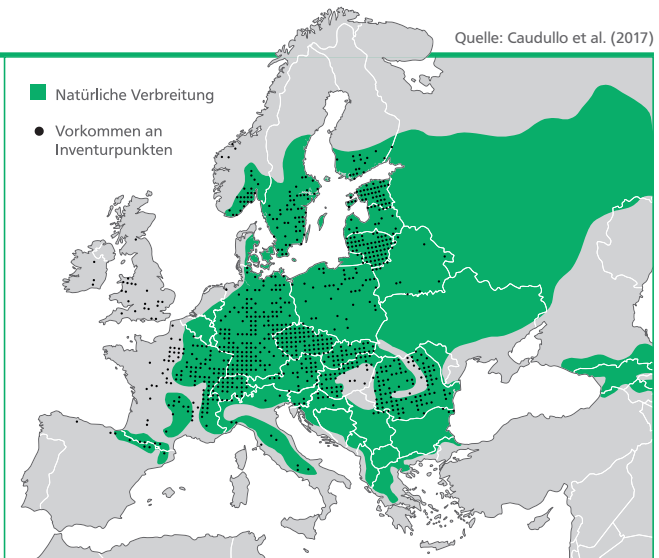 Quelle: Caudullo et al. (2017)
Natürliche Verbreitung
Vorkommen an
Inventurpunkten